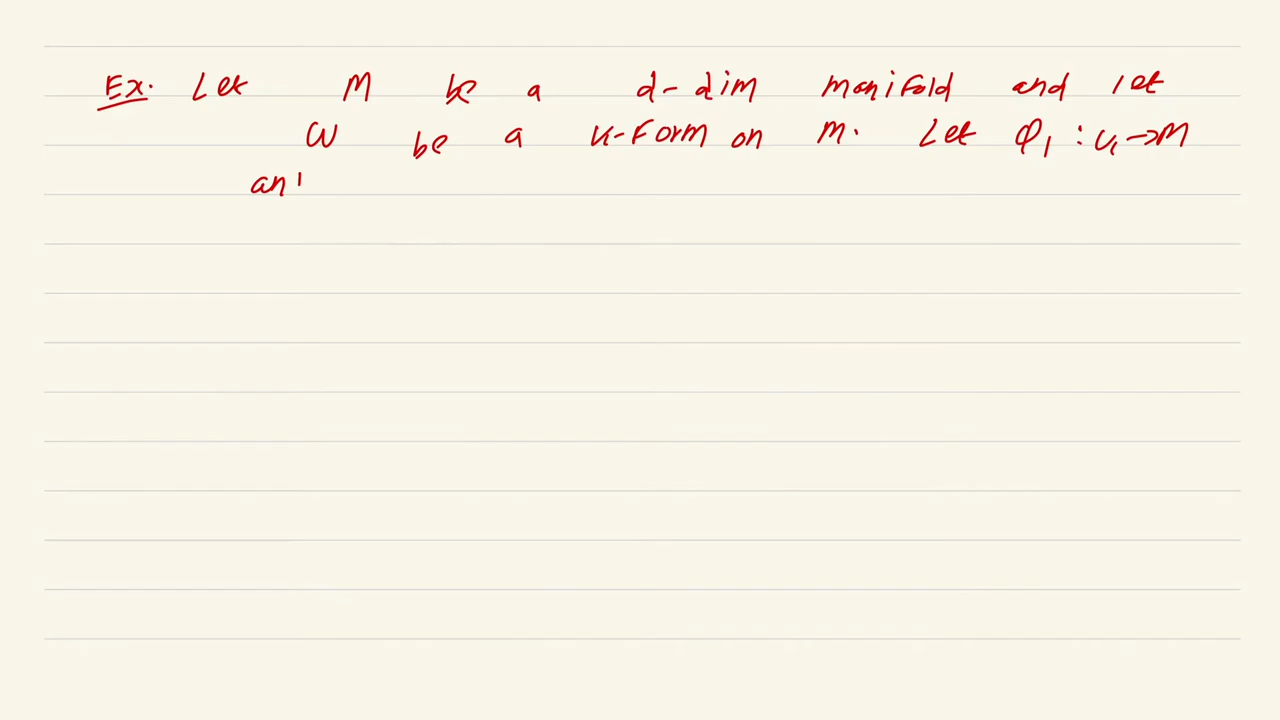 Ex. Let M be a d-dim manifold and let
ω be a k-form on M. Let φ₁ : U₁ → M
an